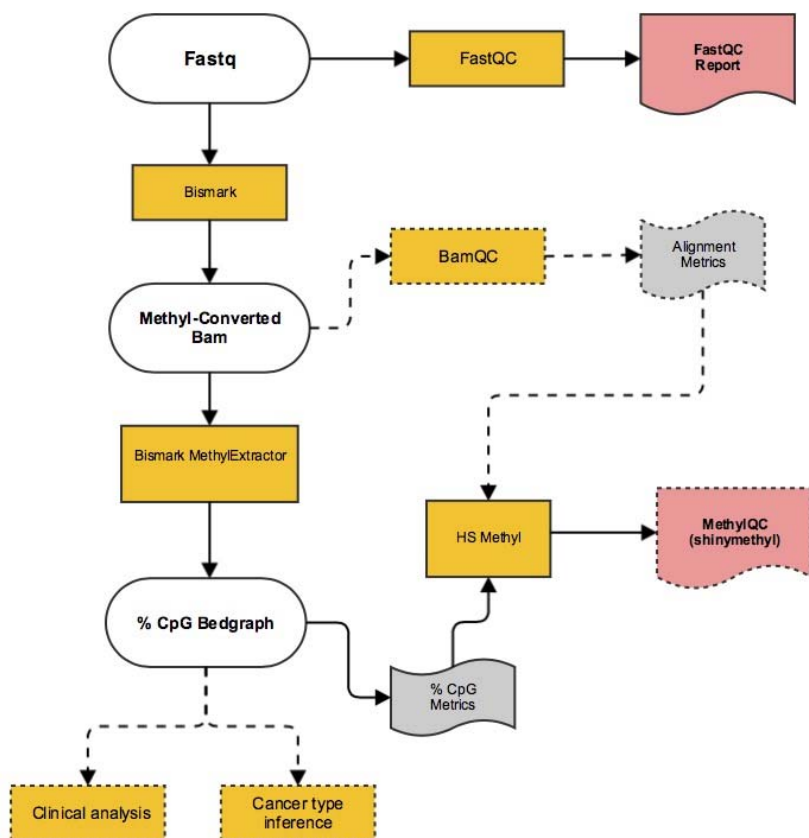 Fastq
FastQC
FastQC
Report
Bismark
BamQC
Alignment
Metrics
Methyl-Converted
Bam
Bismark MethylExtractor
HS Methyl
MethylQC
(shinymethyl)
% CpG Bedgraph
% CpG
Metrics
Clinical analysis
Cancer type
inference